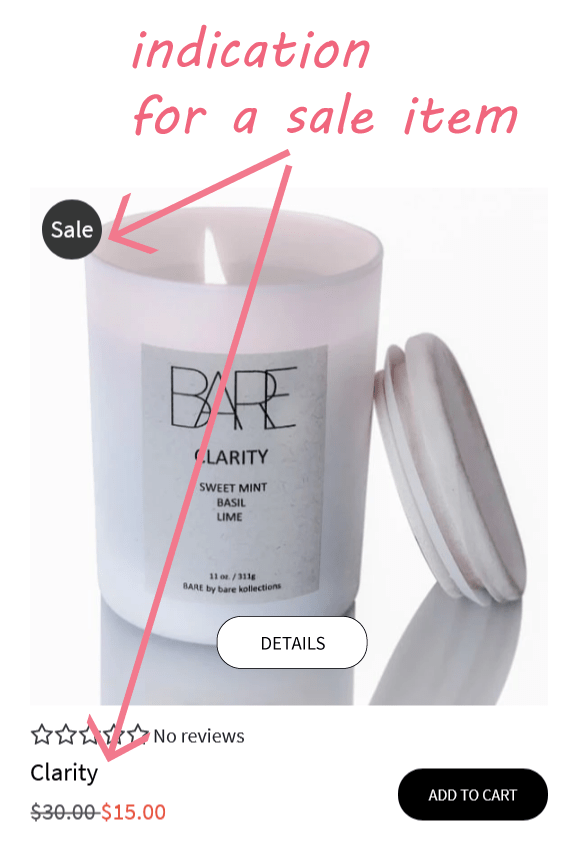 indication
for a sale item
Sale
BARE
CLARITY
SWEET MINT
BASIL
LIME
11 oz. / 311g
BARE by bare kollections
DETAILS
No reviews
Clarity
$30.00 $15.00
ADD TO CART